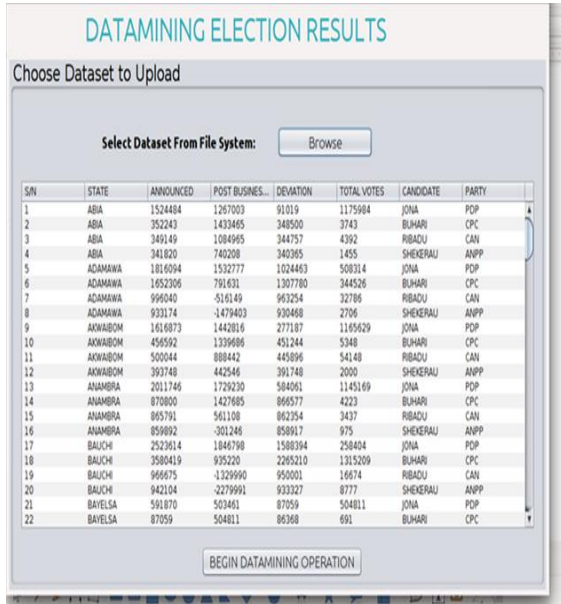 DATAMINING ELECTION RESULTS
Choose Dataset to Upload
Select Dataset From File System: Browse
S/N STATE ANNOUNCED POST BUSINES... DEVIATION TOTAL VOTES CANDIDATE PARTY
1 ABIA 1524484 1267003 91019 1175984 JONA PDP
2 ABIA 352243 1433465 348500 3743 BUHARI CPC
3 ABIA 349149 1084965 344757 4392 RIBADU CAN
4 ABIA 341820 740208 340365 1455 SHEKERAU ANPP
5 ADAMAWA 1816094 1532777 1024463 508314 JONA PDP
6 ADAMAWA 1652306 791631 1307780 344526 BUHARI CPC
7 ADAMAWA 996040 -516149 963254 32786 RIBADU CAN
8 ADAMAWA 933174 -1479403 930468 2706 SHEKERAU ANPP
9 AKWAIBOM 1616873 1442816 277187 1165629 JONA PDP
10 AKWAIBOM 456592 1339686 451244 5348 BUHARI CPC
11 AKWAIBOM 500044 888442 445896 54148 RIBADU CAN
12 AKWAIBOM 393748 442546 391748 2000 SHEKERAU ANPP
13 ANAMBRA 2011746 1729230 584061 1145169 JONA PDP
14 ANAMBRA 870800 1427685 866577 4223 BUHARI CPC
15 ANAMBRA 865791 561108 862354 3437 RIBADU CAN
16 ANAMBRA 859892 -301246 858917 975 SHEKERAU ANPP
17 BAUCHI 2523614 1846798 1588394 258404 JONA PDP
18 BAUCHI 3580419 935220 2265210 1315209 BUHARI CPC
19 BAUCHI 966675 -1329990 950001 16674 RIBADU CAN
20 BAUCHI 942104 -2279991 933327 8777 SHEKERAU ANPP
21 BAYELSA 591870 503461 87059 504811 JONA PDP
22 BAYELSA 87059 504811 86368 691 BUHARI CPC
BEGIN DATAMINING OPERATION